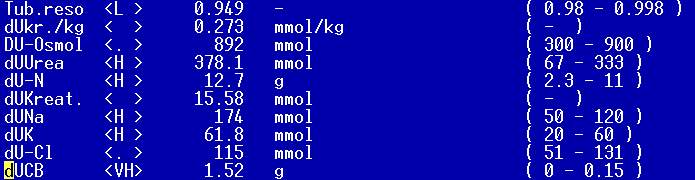 Tub.reso <L > 0.949 - ( 0.98 - 0.998 )
dUkr./kg < > 0.273 mmol/kg ( - )
DU-Osmol <. > 892 mmol ( 300 - 900 )
dUUrea <H > 378.1 mmol ( 67 - 333 )
dU-N <H > 12.7 g ( 2.3 - 11 )
dUKreat. < > 15.58 mmol ( - )
dUNa <H > 174 mmol ( 50 - 120 )
dUK <H > 61.8 mmol ( 20 - 60 )
dU-Cl <. > 115 mmol ( 51 - 131 )
dUCB <VH> 1.52 g ( 0 - 0.15 )